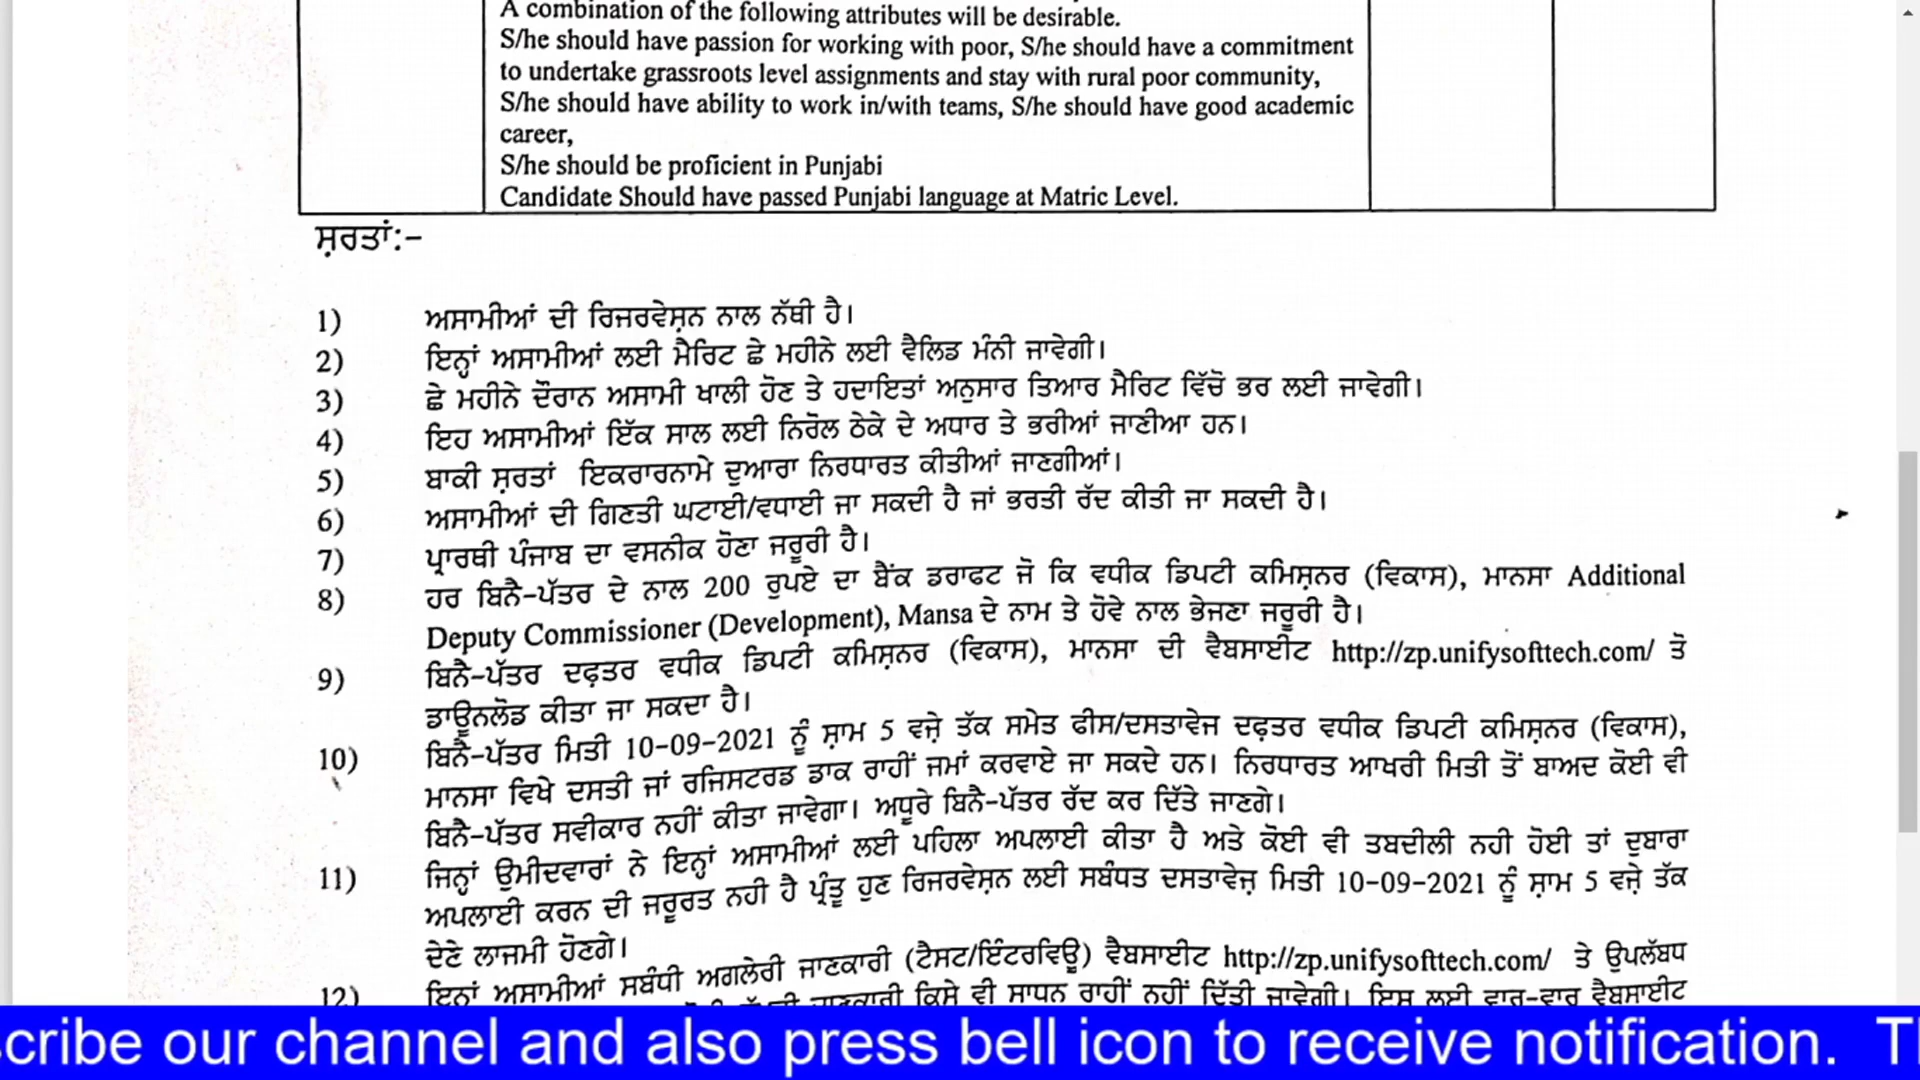 A combination of the following attributes will be desirable.
S/he should have passion for working with poor, S/he should have a commitment
to undertake grassroots level assignments and stay with rural poor community,
S/he should have ability to work in/with teams, S/he should have good academic
career,
S/he should be proficient in Punjabi
Candidate Should have passed Punjabi language at Matric Level.
ਸ਼ਰਤਾਂ:-
1) ਅਸਾਮੀਆਂ ਦੀ ਰਿਜਰਵੇਸ਼ਨ ਨਾਲ ਨੱਥੀ ਹੈ।
2) ਇਨ੍ਹਾਂ ਅਸਾਮੀਆਂ ਲਈ ਮੈਰਿਟ ਛੇ ਮਹੀਨੇ ਲਈ ਵੈਲਿਡ ਮੰਨੀ ਜਾਵੇਗੀ।
3) ਛੇ ਮਹੀਨੇ ਦੌਰਾਨ ਅਸਾਮੀ ਖਾਲੀ ਹੋਣ ਤੇ ਹਦਾਇਤਾਂ ਅਨੁਸਾਰ ਤਿਆਰ ਮੈਰਿਟ ਵਿੱਚੋ ਭਰ ਲਈ ਜਾਵੇਗੀ।
4) ਇਹ ਅਸਾਮੀਆਂ ਇੱਕ ਸਾਲ ਲਈ ਨਿਰੋਲ ਠੇਕੇ ਦੇ ਅਧਾਰ ਤੇ ਭਰੀਆਂ ਜਾਣੀਆ ਹਨ।
5) ਬਾਕੀ ਸ਼ਰਤਾਂ ਇਕਰਾਰਨਾਮੇ ਦੁਆਰਾ ਨਿਰਧਾਰਤ ਕੀਤੀਆਂ ਜਾਣਗੀਆਂ।
6) ਅਸਾਮੀਆਂ ਦੀ ਗਿਣਤੀ ਘਟਾਈ/ਵਧਾਈ ਜਾ ਸਕਦੀ ਹੈ ਜਾਂ ਭਰਤੀ ਰੱਦ ਕੀਤੀ ਜਾ ਸਕਦੀ ਹੈ।
7) ਪ੍ਰਾਰਥੀ ਪੰਜਾਬ ਦਾ ਵਸਨੀਕ ਹੋਣਾ ਜਰੂਰੀ ਹੈ।
8) ਹਰ ਬਿਨੈ-ਪੱਤਰ ਦੇ ਨਾਲ 200 ਰੁਪਏ ਦਾ ਬੈਂਕ ਡਰਾਫਟ ਜੋ ਕਿ ਵਧੀਕ ਡਿਪਟੀ ਕਮਿਸ਼ਨਰ (ਵਿਕਾਸ), ਮਾਨਸਾ Additional
Deputy Commissioner (Development), Mansa ਦੇ ਨਾਮ ਤੇ ਹੋਵੇ ਨਾਲ ਭੇਜਣਾ ਜਰੂਰੀ ਹੈ।
9) ਬਿਨੈ-ਪੱਤਰ ਦਫ਼ਤਰ ਵਧੀਕ ਡਿਪਟੀ ਕਮਿਸ਼ਨਰ (ਵਿਕਾਸ), ਮਾਨਸਾ ਦੀ ਵੈਬਸਾਈਟ http://zp.unifysofttech.com/ ਤੋ
ਡਾਊਨਲੋਡ ਕੀਤਾ ਜਾ ਸਕਦਾ ਹੈ।
10) ਬਿਨੈ-ਪੱਤਰ ਮਿਤੀ 10-09-2021 ਨੂੰ ਸ਼ਾਮ 5 ਵਜੇ਼ ਤੱਕ ਸਮੇਤ ਫੀਸ/ਦਸਤਾਵੇਜ ਦਫ਼ਤਰ ਵਧੀਕ ਡਿਪਟੀ ਕਮਿਸ਼ਨਰ (ਵਿਕਾਸ),
ਮਾਨਸਾ ਵਿਖੇ ਦਸਤੀ ਜਾਂ ਰਜਿਸਟਰਡ ਡਾਕ ਰਾਹੀਂ ਜਮਾਂ ਕਰਵਾਏ ਜਾ ਸਕਦੇ ਹਨ। ਨਿਰਧਾਰਤ ਆਖਰੀ ਮਿਤੀ ਤੋਂ ਬਾਅਦ ਕੋਈ ਵੀ
ਬਿਨੈ-ਪੱਤਰ ਸਵੀਕਾਰ ਨਹੀਂ ਕੀਤਾ ਜਾਵੇਗਾ। ਅਧੂਰੇ ਬਿਨੈ-ਪੱਤਰ ਰੱਦ ਕਰ ਦਿੱਤੇ ਜਾਣਗੇ।
11) ਜਿਨ੍ਹਾਂ ਉਮੀਦਵਾਰਾਂ ਨੇ ਇਨ੍ਹਾਂ ਅਸਾਮੀਆਂ ਲਈ ਪਹਿਲਾ ਅਪਲਾਈ ਕੀਤਾ ਹੈ ਅਤੇ ਕੋਈ ਵੀ ਤਬਦੀਲੀ ਨਹੀ ਹੋਈ ਤਾਂ ਦੁਬਾਰਾ
ਅਪਲਾਈ ਕਰਨ ਦੀ ਜਰੂਰਤ ਨਹੀ ਹੈ ਪ੍ਰੰਤੂ ਹੁਣ ਰਿਜਰਵੇਸ਼ਨ ਲਈ ਸਬੰਧਤ ਦਸਤਾਵੇਜ਼ ਮਿਤੀ 10-09-2021 ਨੂੰ ਸ਼ਾਮ 5 ਵਜੇ਼ ਤੱਕ
ਦੇਣੇ ਲਾਜਮੀ ਹੋਣਗੇ।
12) ਇਨਾਂ ਅਸਾਮੀਆਂ ਸਬੰਧੀ ਅਗਲੇਰੀ ਜਾਣਕਾਰੀ (ਟੈਸਟ/ਇੰਟਰਵਿਊ) ਵੈਬਸਾਈਟ http://zp.unifysofttech.com/ ਤੇ ਉਪਲੱਬਧ
ਜਾਣਕਾਰੀ ਕਿਸੇ ਵੀ ਸਾਧਨ ਰਾਹੀਂ ਨਹੀਂ ਦਿੱਤੀ ਜਾਵੇਗੀ। ਇਸ ਲਈ ਵਾਰ-ਵਾਰ ਵੈਬਸਾਈਟ
cribe our channel and also press bell icon to receive notification. T